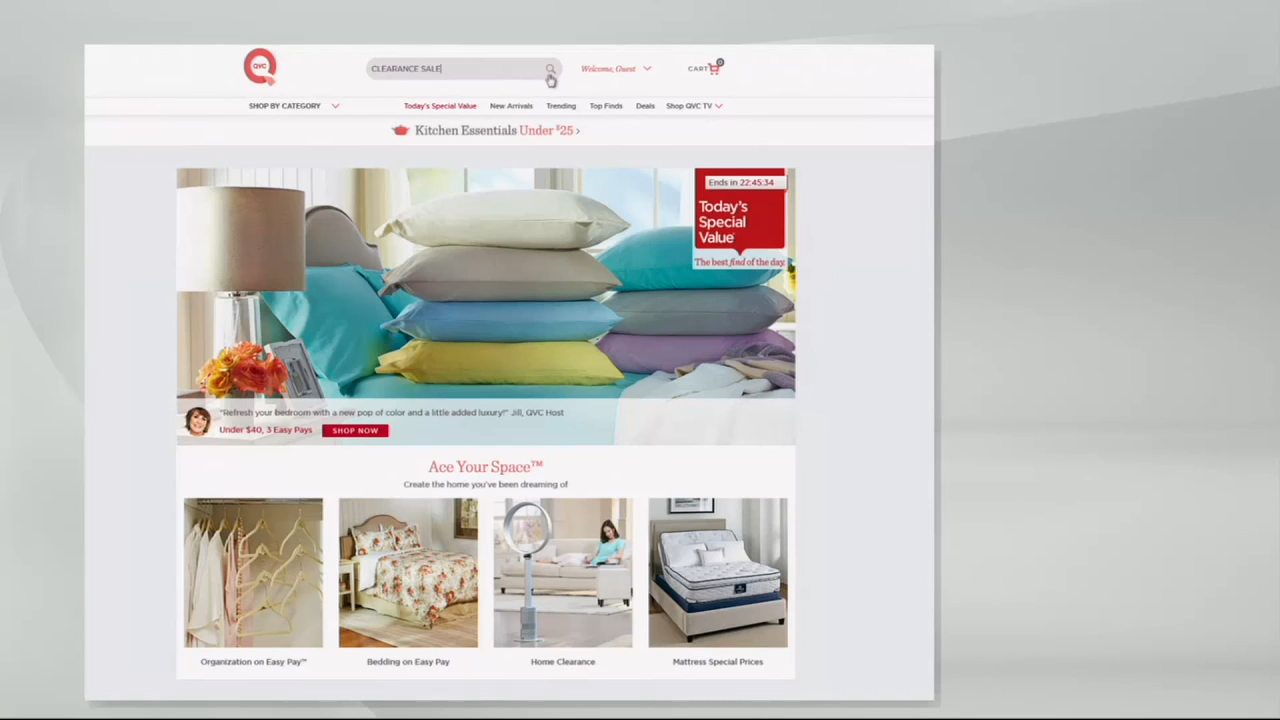 QVC
CLEARANCE SALE
Welcome, Guest
CART
0
SHOP BY CATEGORY
Today's Special Value
New Arrivals
Trending
Top Finds
Deals
Shop QVC TV
Kitchen Essentials Under $25 >
Ends in 22:45:34
Today's
Special
Value
The best find of the day.
"Refresh your bedroom with a new pop of color and a little added luxury!" Jill, QVC Host
Under $40, 3 Easy Pays
SHOP NOW
Ace Your Space™
Create the home you've been dreaming of
Organization on Easy Pay™
Bedding on Easy Pay
Home Clearance
Mattress Special Prices